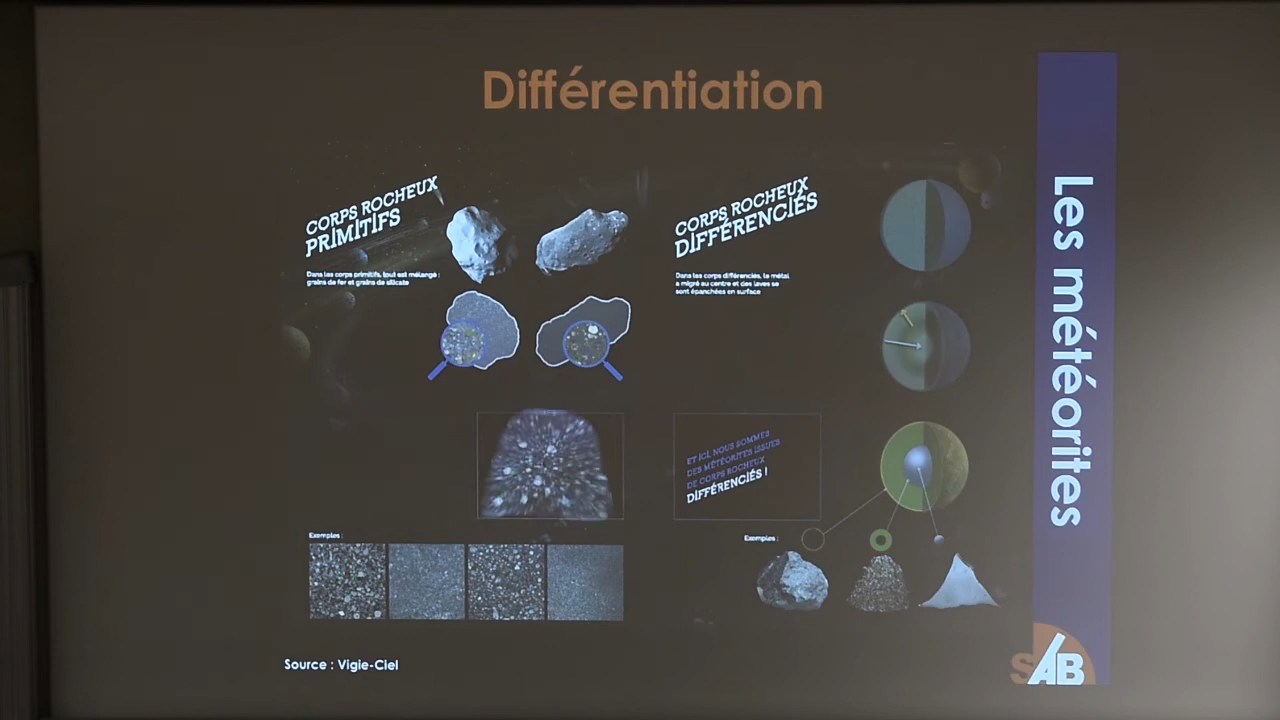 Différentiation
CORPS ROCHEUX
PRIMITIFS
Dans les corps primitifs, tout est mélangé :
grains de fer et grains de silicate
Exemples :
CORPS ROCHEUX
DIFFÉRENCIÉS
Dans les corps différenciés, le métal
a migré au centre et des laves se
sont épanchées en surface
ET ICI, NOUS SOMMES
DES MÉTÉORITES ISSUES
DE CORPS ROCHEUX
DIFFÉRENCIÉS !
Exemples :
Source : Vigie-Ciel
Les météorites
SAB